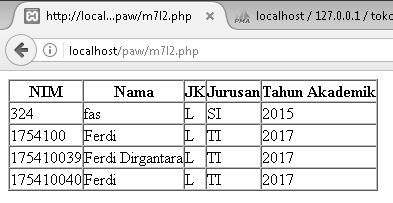 http://local...paw/m7l2.php × localhost / 127.0.0.1 / toko
localhost/paw/m7l2.php
NIM Nama JK Jurusan Tahun Akademik
324 fas L SI 2015
1754100 Ferdi L TI 2017
175410039 Ferdi Dirgantara L TI 2017
175410040 Ferdi L TI 2017